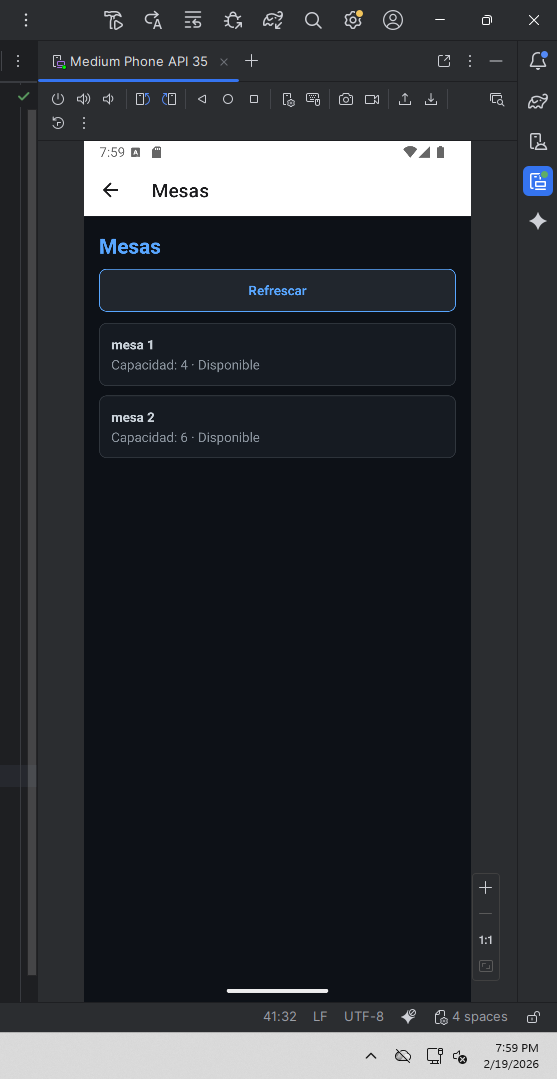 Medium Phone API 35
7:59
Mesas
Mesas
Refrescar
mesa 1
Capacidad: 4 · Disponible
mesa 2
Capacidad: 6 · Disponible
1:1
41:32 LF UTF-8 4 spaces
7:59 PM
2/19/2026